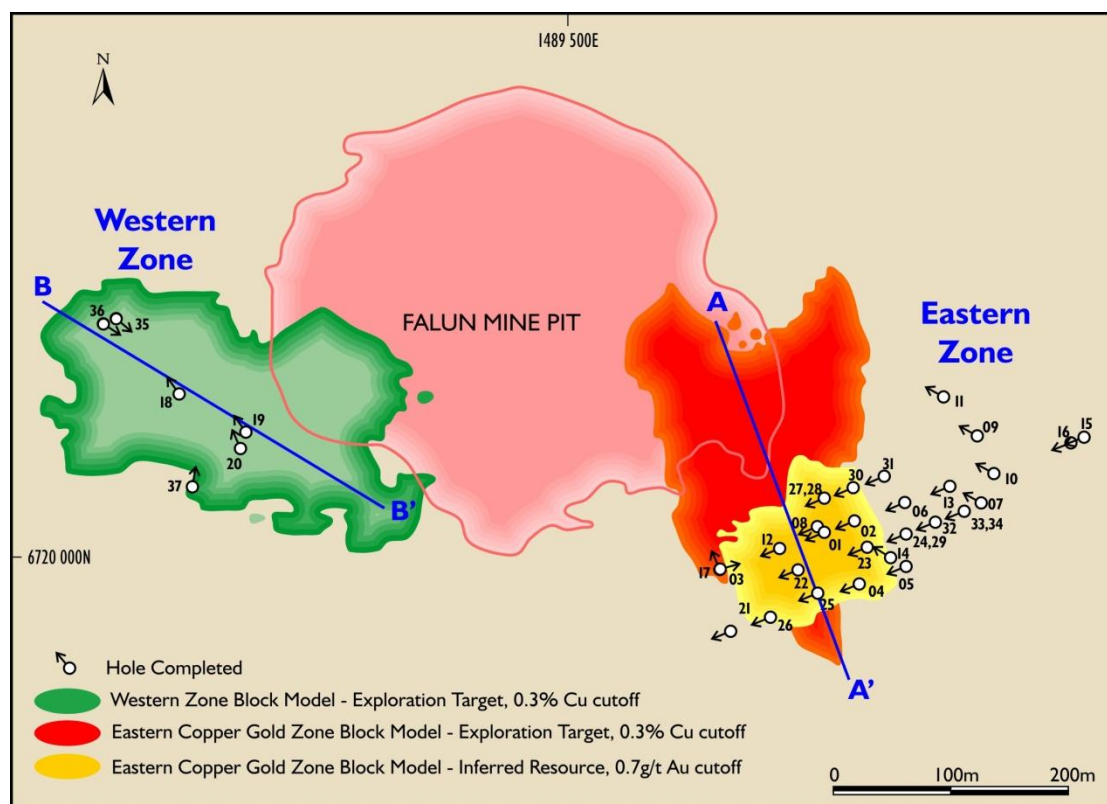 1489 500E
N
Western
Zone
B
36
35
18
19
20
37
B'
FALUN MINE PIT
A
Eastern
Zone
11
09
15
16
10
31
30
27,28
13
07
06
33,34
08
02
32
01
24,29
12
23
14
6720 000N
17
03
22
05
04
25
21
26
A'
Hole Completed
Western Zone Block Model - Exploration Target, 0.3% Cu cutoff
Eastern Copper Gold Zone Block Model - Exploration Target, 0.3% Cu cutoff
Eastern Copper Gold Zone Block Model - Inferred Resource, 0.7g/t Au cutoff
0 100m 200m